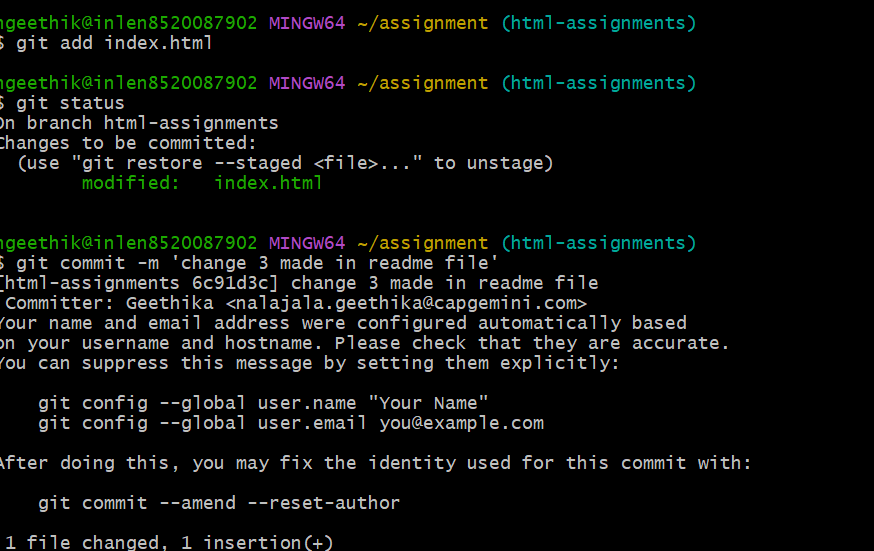 ngeethik@inlen8520087902 MINGW64 ~/assignment (html-assignments)
$ git add index.html
ngeethik@inlen8520087902 MINGW64 ~/assignment (html-assignments)
$ git status
On branch html-assignments
Changes to be committed:
  (use "git restore --staged <file>..." to unstage)
        modified:   index.html
ngeethik@inlen8520087902 MINGW64 ~/assignment (html-assignments)
$ git commit -m 'change 3 made in readme file'
[html-assignments 6c91d3c] change 3 made in readme file
 Committer: Geethika <nalajala.geethika@capgemini.com>
Your name and email address were configured automatically based
on your username and hostname. Please check that they are accurate.
You can suppress this message by setting them explicitly:
    git config --global user.name "Your Name"
    git config --global user.email you@example.com
After doing this, you may fix the identity used for this commit with:
    git commit --amend --reset-author
 1 file changed, 1 insertion(+)